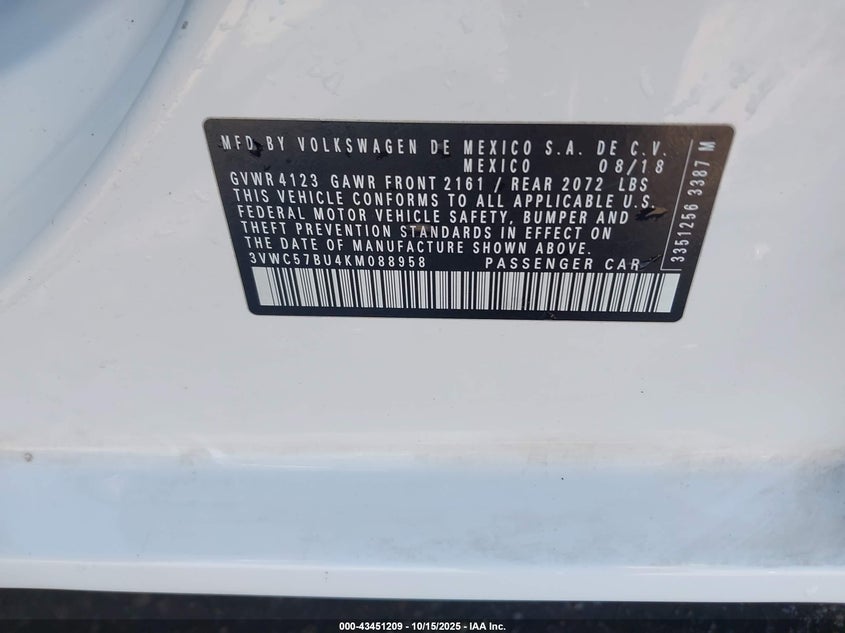 MFD BY VOLKSWAGEN DE MEXICO S.A. DE C.V.
MEXICO 08/18
GVWR 4123 GAWR FRONT 2161 / REAR 2072 LBS
THIS VEHICLE CONFORMS TO ALL APPLICABLE U.S.
FEDERAL MOTOR VEHICLE SAFETY, BUMPER AND
THEFT PREVENTION STANDARDS IN EFFECT ON
THE DATE OF MANUFACTURE SHOWN ABOVE.
3VWC57BU4KM088958 PASSENGER CAR
3351256 3387 M
000-43451209 - 10/15/2025 - IAA Inc.